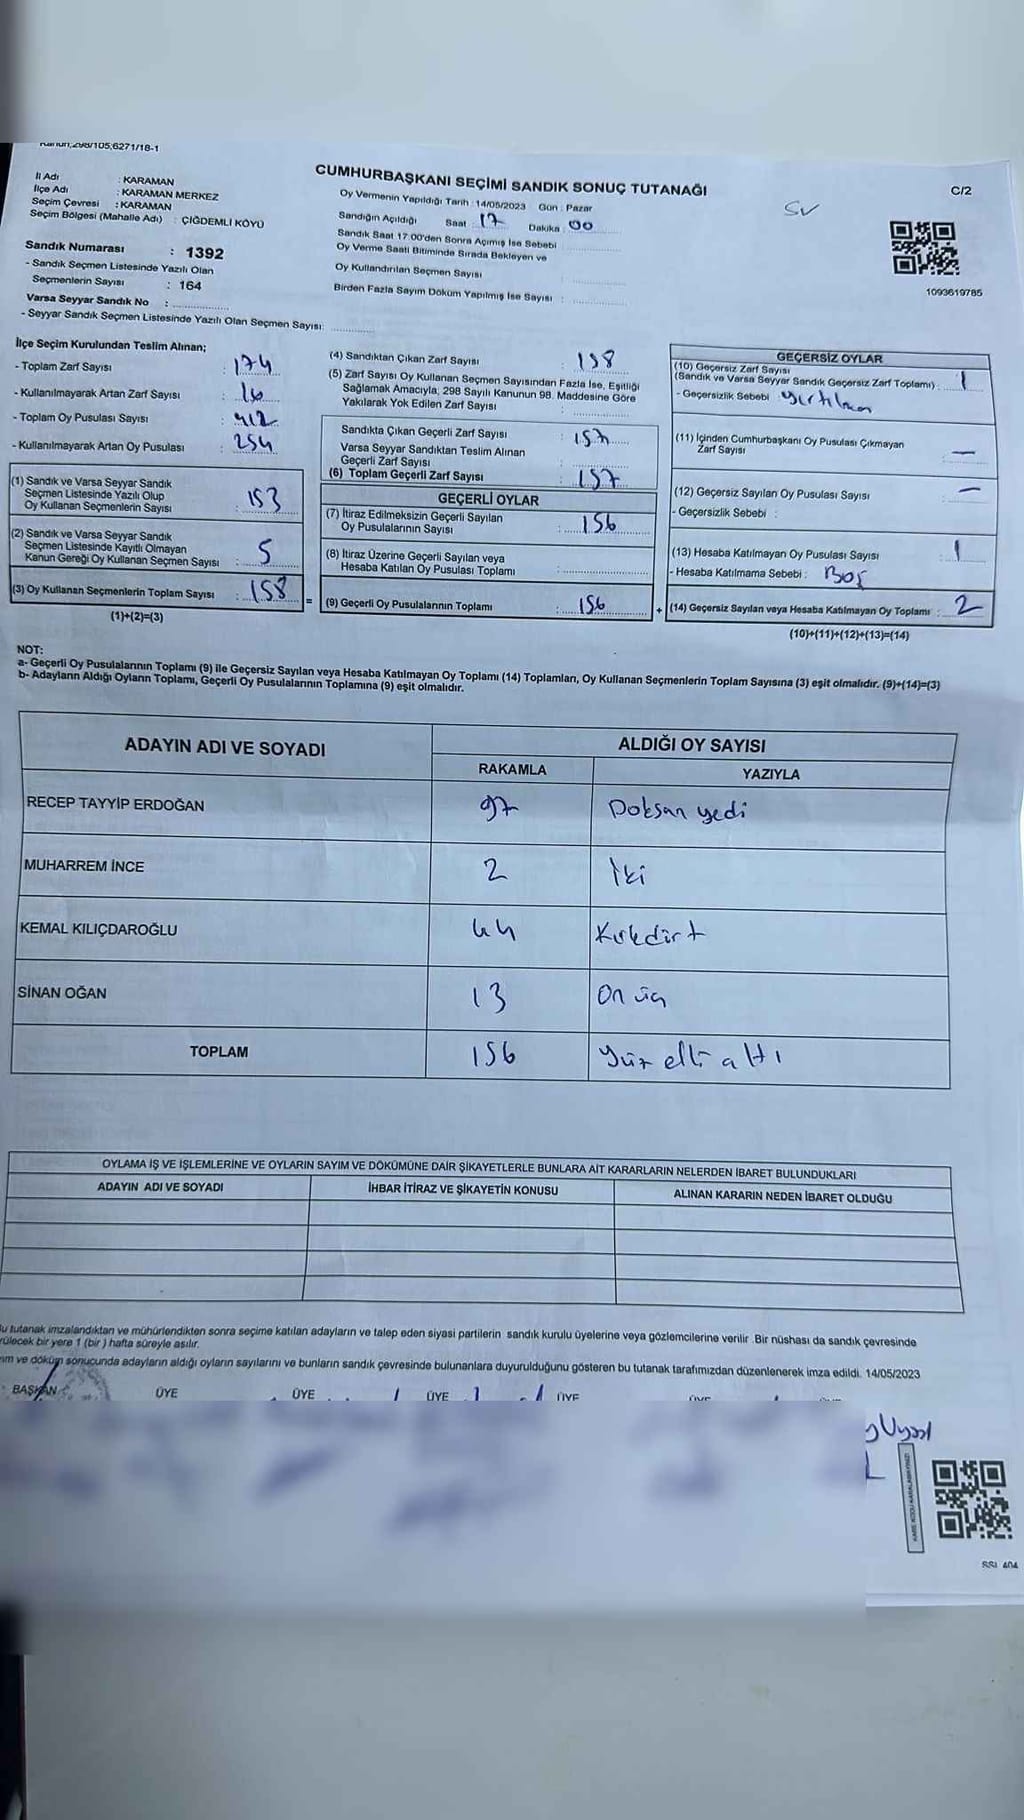 Kanun;298/105;6271/18-1
CUMHURBAŞKANI SEÇİMİ SANDIK SONUÇ TUTANAĞI
C/2
İl Adı : KARAMAN
İlçe Adı : KARAMAN MERKEZ
Seçim Çevresi : KARAMAN
Seçim Bölgesi (Mahalle Adı) : ÇİĞDEMLİ KÖYÜ
Sandık Numarası : 1392
- Sandık Seçmen Listesinde Yazılı Olan
Seçmenlerin Sayısı : 164
Varsa Seyyar Sandık No :
- Seyyar Sandık Seçmen Listesinde Yazılı Olan Seçmen Sayısı:
Oy Vermenin Yapıldığı Tarih : 14/05/2023 Gün : Pazar
Sandığın Açıldığı Saat 17 Dakika 00
Sandık Saat 17:00'den Sonra Açımış İse Sebebi
Oy Verme Saati Bitiminde Sırada Bekleyen ve
Oy Kullandırılan Seçmen Sayısı
Birden Fazla Sayım Döküm Yapılmış İse Sayısı :
1093619785
İlçe Seçim Kurulundan Teslim Alınan;
- Toplam Zarf Sayısı : 174
- Kullanılmayarak Artan Zarf Sayısı : 16
- Toplam Oy Pusulası Sayısı : 412
- Kullanılmayarak Artan Oy Pusulası : 254
(1) Sandık ve Varsa Seyyar Sandık
Seçmen Listesinde Yazılı Olup
Oy Kullanan Seçmenlerin Sayısı : 153
(2) Sandık ve Varsa Seyyar Sandık
Seçmen Listesinde Kayıtlı Olmayan
Kanun Gereği Oy Kullanan Seçmen Sayısı : 5
(3) Oy Kullanan Seçmenlerin Toplam Sayısı : 158
(1)+(2)=(3)
(4) Sandıktan Çıkan Zarf Sayısı : 158
(5) Zarf Sayısı Oy Kullanan Seçmen Sayısından Fazla İse, Eşitliği
Sağlamak Amacıyla; 298 Sayılı Kanunun 98. Maddesine Göre
Yakılarak Yok Edilen Zarf Sayısı :
Sandıkta Çıkan Geçerli Zarf Sayısı : 157
Varsa Seyyar Sandıktan Teslim Alınan
Geçerli Zarf Sayısı :
(6) Toplam Geçerli Zarf Sayısı : 157
GEÇERLİ OYLAR
(7) İtiraz Edilmeksizin Geçerli Sayılan
Oy Pusulalarının Sayısı : 156
(8) İtiraz Üzerine Geçerli Sayılan veya
Hesaba Katılan Oy Pusulası Toplamı :
= (9) Geçerli Oy Pusulalarının Toplamı : 156
GEÇERSİZ OYLAR
(10) Geçersiz Zarf Sayısı
(Sandık ve Varsa Seyyar Sandık Geçersiz Zarf Toplamı) : 1
- Geçersizlik Sebebi : yırtılma
(11) İçinden Cumhurbaşkanı Oy Pusulası Çıkmayan
Zarf Sayısı : —
(12) Geçersiz Sayılan Oy Pusulası Sayısı : —
- Geçersizlik Sebebi :
(13) Hesaba Katılmayan Oy Pusulası Sayısı : 1
- Hesaba Katılmama Sebebi : Boş
+ (14) Geçersiz Sayılan veya Hesaba Katılmayan Oy Toplamı : 2
(10)+(11)+(12)+(13)=(14)
NOT:
a- Geçerli Oy Pusulalarının Toplamı (9) ile Geçersiz Sayılan veya Hesaba Katılmayan Oy Toplamı (14) Toplamları, Oy Kullanan Seçmenlerin Toplam Sayısına (3) eşit olmalıdır. (9)+(14)=(3)
b- Adayların Aldığı Oyların Toplamı, Geçerli Oy Pusulalarının Toplamına (9) eşit olmalıdır.
ADAYIN ADI VE SOYADI
ALDIĞI OY SAYISI
RAKAMLA YAZIYLA
RECEP TAYYİP ERDOĞAN 97 Doksan yedi
MUHARREM İNCE 2 İki
KEMAL KILIÇDAROĞLU 44 Kırkdört
SİNAN OĞAN 13 On üç
TOPLAM 156 Yüz elli altı
OYLAMA İŞ VE İŞLEMLERİNE VE OYLARIN SAYIM VE DÖKÜMÜNE DAİR ŞİKAYETLERLE BUNLARA AİT KARARLARIN NELERDEN İBARET BULUNDUKLARI
ADAYIN ADI VE SOYADI İHBAR İTİRAZ VE ŞİKAYETİN KONUSU ALINAN KARARIN NEDEN İBARET OLDUĞU
Bu tutanak imzalandıktan ve mühürlendikten sonra seçime katılan adayların ve talep eden siyasi partilerin sandık kurulu üyelerine veya gözlemcilerine verilir .Bir nüshası da sandık çevresinde
bir yere 1 (bir ) hafta süreyle asılır.
ve döküm sonucunda adayların aldığı oyların sayılarını ve bunların sandık çevresinde bulunanlara duyurulduğunu gösteren bu tutanak tarafımızdan düzenlenerek imza edildi. 14/05/2023
BAŞKAN ÜYE ÜYE ÜYE ÜYE
Uysal